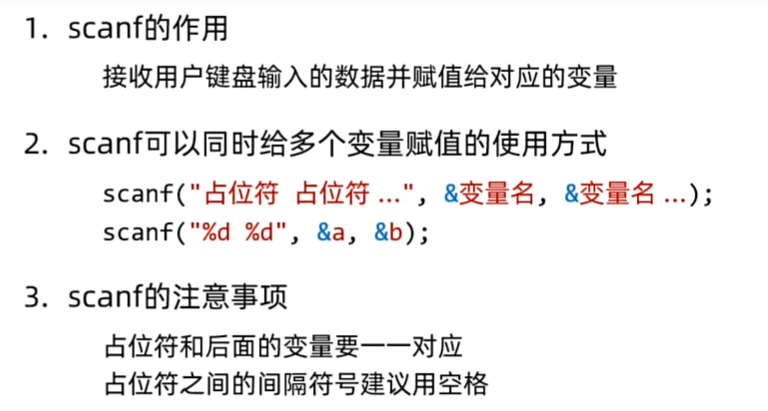 1. scanf的作用
接收用户键盘输入的数据并赋值给对应的变量
2. scanf可以同时给多个变量赋值的使用方式
scanf("占位符 占位符 ...", &变量名, &变量名 ...);
scanf("%d %d", &a, &b);
3. scanf的注意事项
占位符和后面的变量要一一对应
占位符之间的间隔符号建议用空格